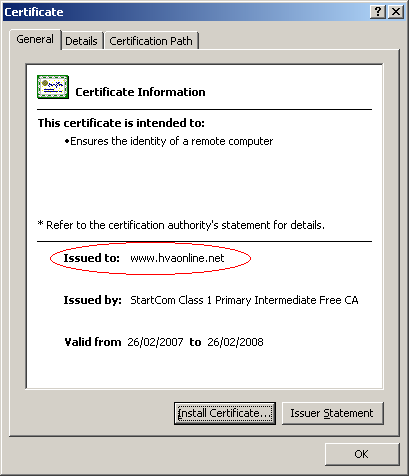 Certificate
General Details Certification Path
Certificate Information
This certificate is intended to:
•Ensures the identity of a remote computer
* Refer to the certification authority's statement for details.
Issued to: www.hvaonline.net
Issued by: StartCom Class 1 Primary Intermediate Free CA
Valid from 26/02/2007 to 26/02/2008
Install Certificate... Issuer Statement
OK